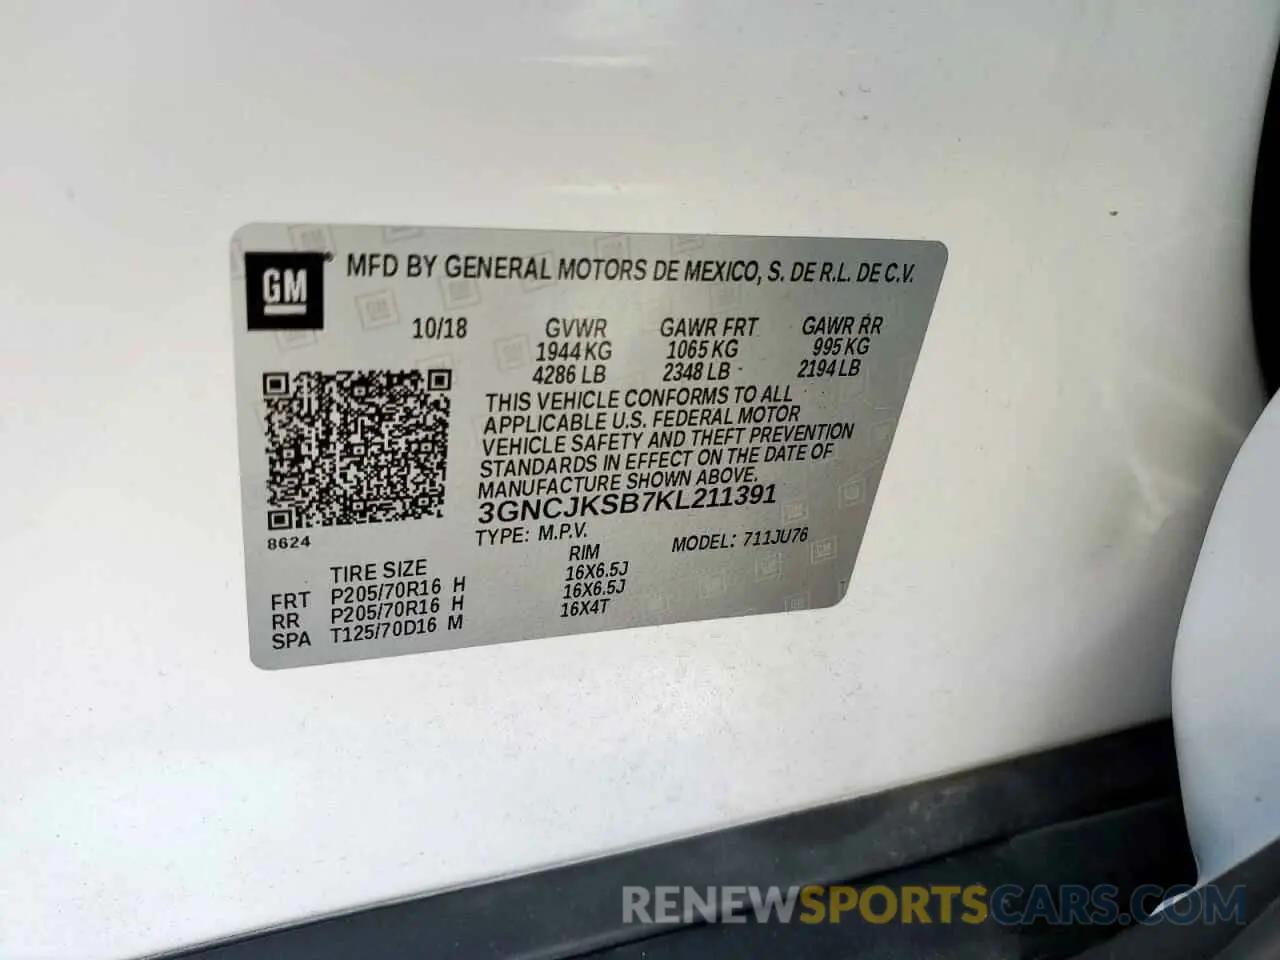 GM® MFD BY GENERAL MOTORS DE MEXICO, S. DE R.L. DE C.V.
10/18 GVWR GAWR FRT GAWR RR
1944 KG 1065 KG 995 KG
4286 LB 2348 LB 2194 LB
THIS VEHICLE CONFORMS TO ALL
APPLICABLE U.S. FEDERAL MOTOR
VEHICLE SAFETY AND THEFT PREVENTION
STANDARDS IN EFFECT ON THE DATE OF
MANUFACTURE SHOWN ABOVE.
3GNCJKSB7KL211391
8624
TYPE: M.P.V. MODEL: 711JU76
TIRE SIZE RIM
FRT P205/70R16 H 16X6.5J
RR P205/70R16 H 16X6.5J
SPA T125/70D16 M 16X4T
RENEWSPORTSCARS.COM